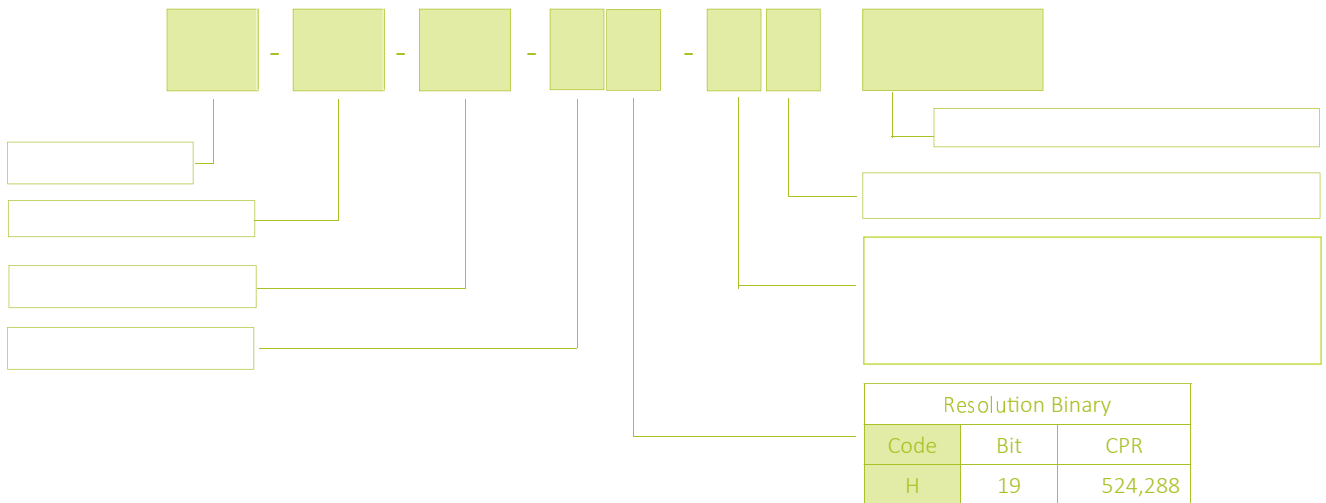 - - - -
Resolution Binary
Code Bit CPR
H 19 524,288